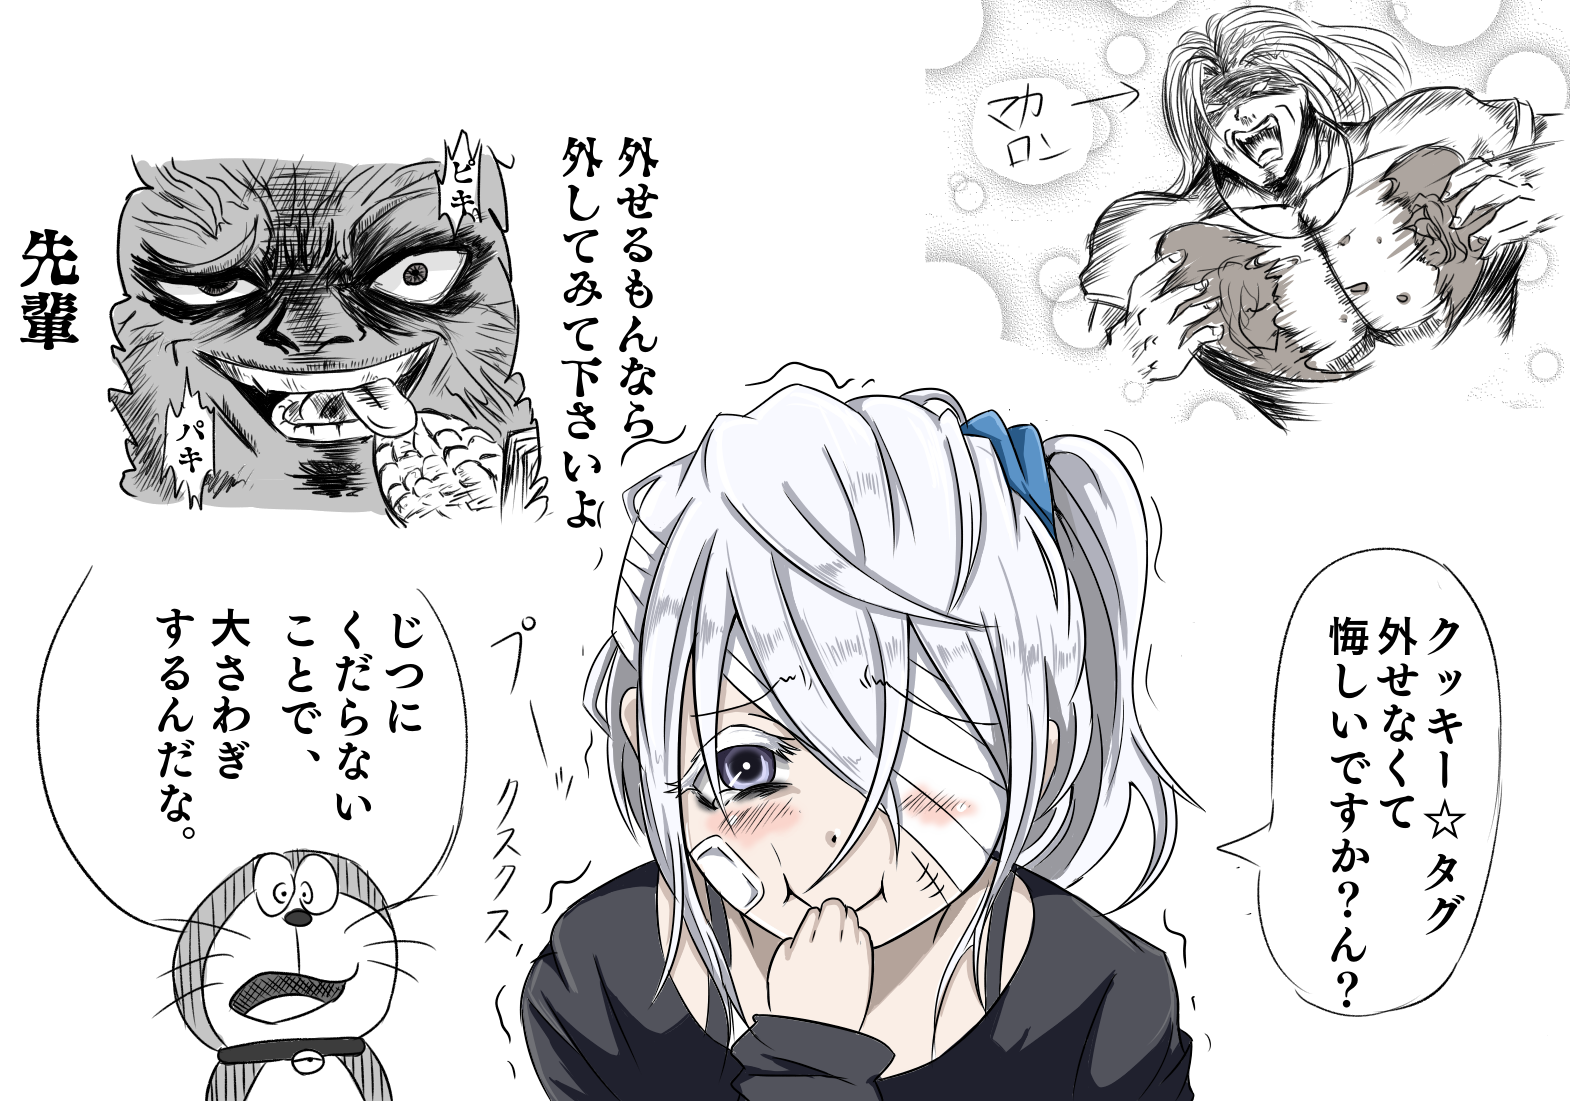 マカ
ロン
外せるもんなら
外してみて下さいよ
ピキ
パキ
先輩
クッキー☆タグ
外せなくて
悔しいですか？ん？
プーッ
クスクス
じつに
くだらない
ことで、
大さわぎ
するんだな。